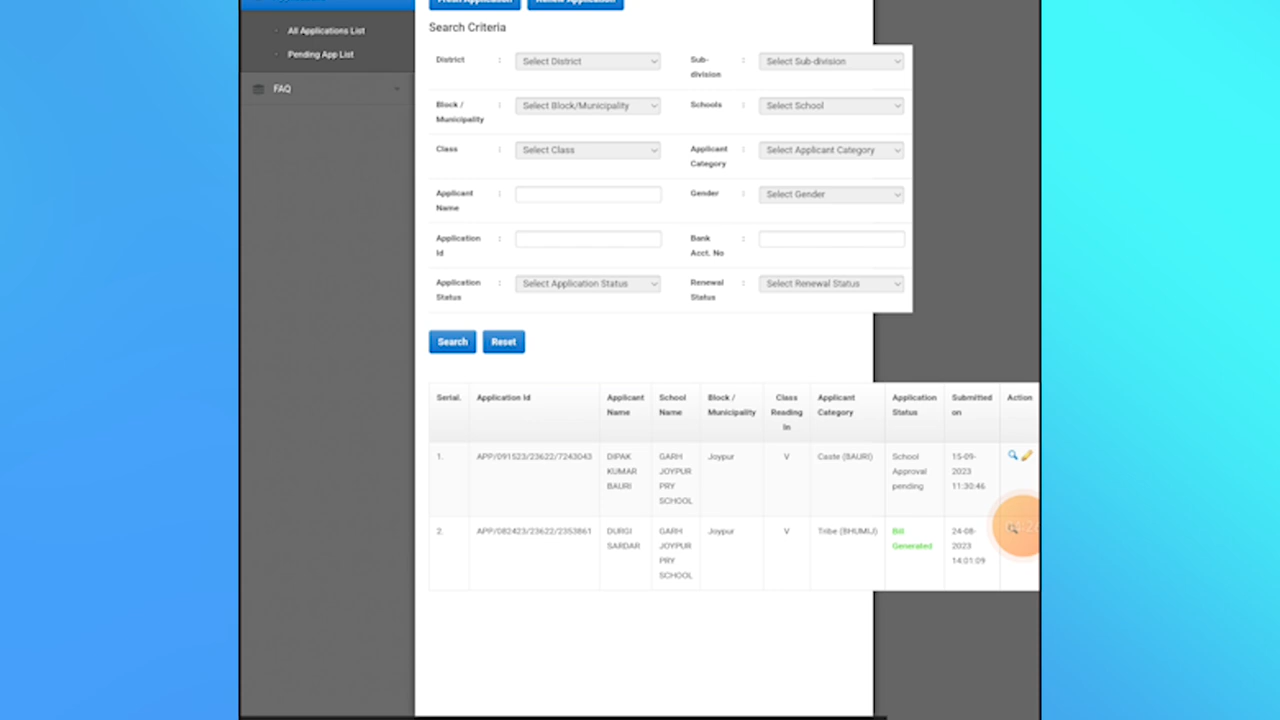 Fresh Application Renew Application
All Applications List
Pending App List
FAQ
Search Criteria
District : Select District Sub-
division : Select Sub-division
Block /
Municipality : Select Block/Municipality Schools : Select School
Class : Select Class Applicant
Category : Select Applicant Category
Applicant
Name : Gender : Select Gender
Application
Id : Bank
Acct. No :
Application
Status : Select Application Status Renewal
Status : Select Renewal Status
Search Reset
Serial. Application Id Applicant School Block / Class Applicant Application Submitted Action
Name Name Municipality Reading Category Status on
In
1. APP/091523/23622/7243043 DIPAK GARH Joypur V Caste (BAURI) School 15-09-
KUMAR JOYPUR Approval 2023
BAURI PRY pending 11:30:46
SCHOOL
2. APP/082423/23622/2353861 DURGI GARH Joypur V Tribe (BHUMIJ) Bill 24-08-
SARDAR JOYPUR Generated 2023
PRY 14:01:09
SCHOOL